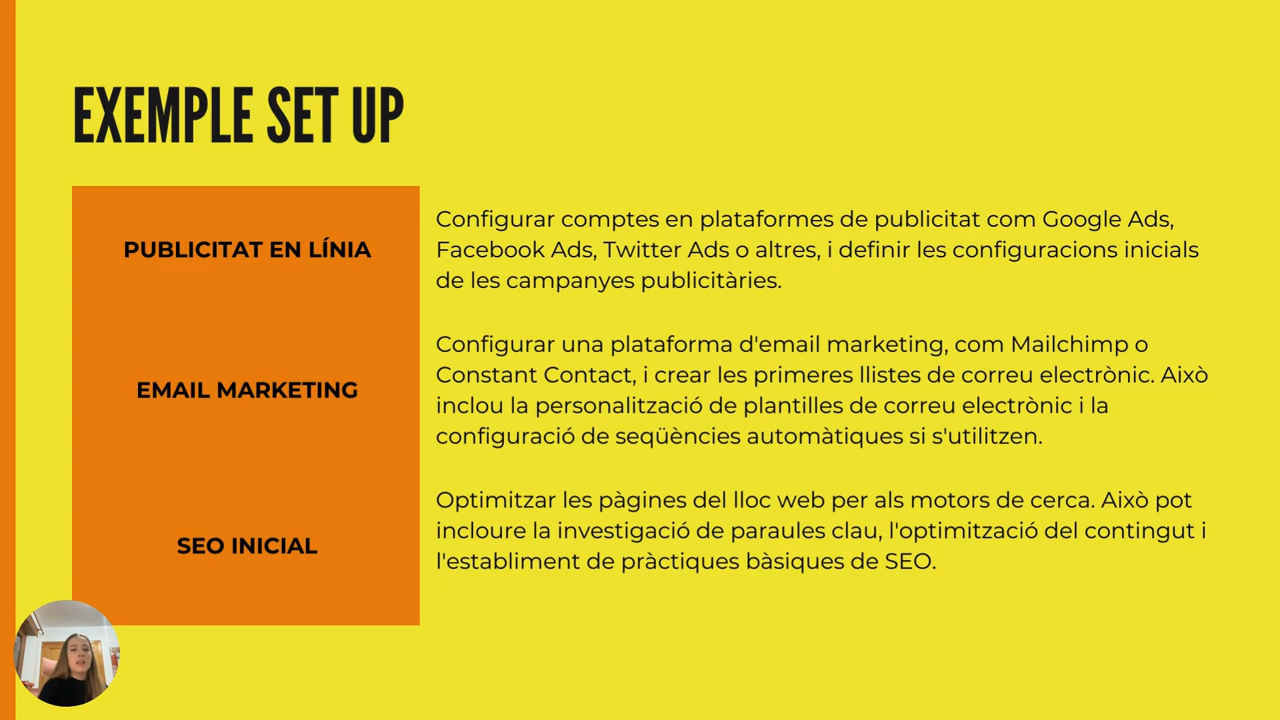 EXEMPLE SET UP
PUBLICITAT EN LÍNIA
Configurar comptes en plataformes de publicitat com Google Ads,
Facebook Ads, Twitter Ads o altres, i definir les configuracions inicials
de les campanyes publicitàries.
EMAIL MARKETING
Configurar una plataforma d'email marketing, com Mailchimp o
Constant Contact, i crear les primeres llistes de correu electrònic. Això
inclou la personalització de plantilles de correu electrònic i la
configuració de seqüències automàtiques si s'utilitzen.
SEO INICIAL
Optimitzar les pàgines del lloc web per als motors de cerca. Això pot
incloure la investigació de paraules clau, l'optimització del contingut i
l'establiment de pràctiques bàsiques de SEO.